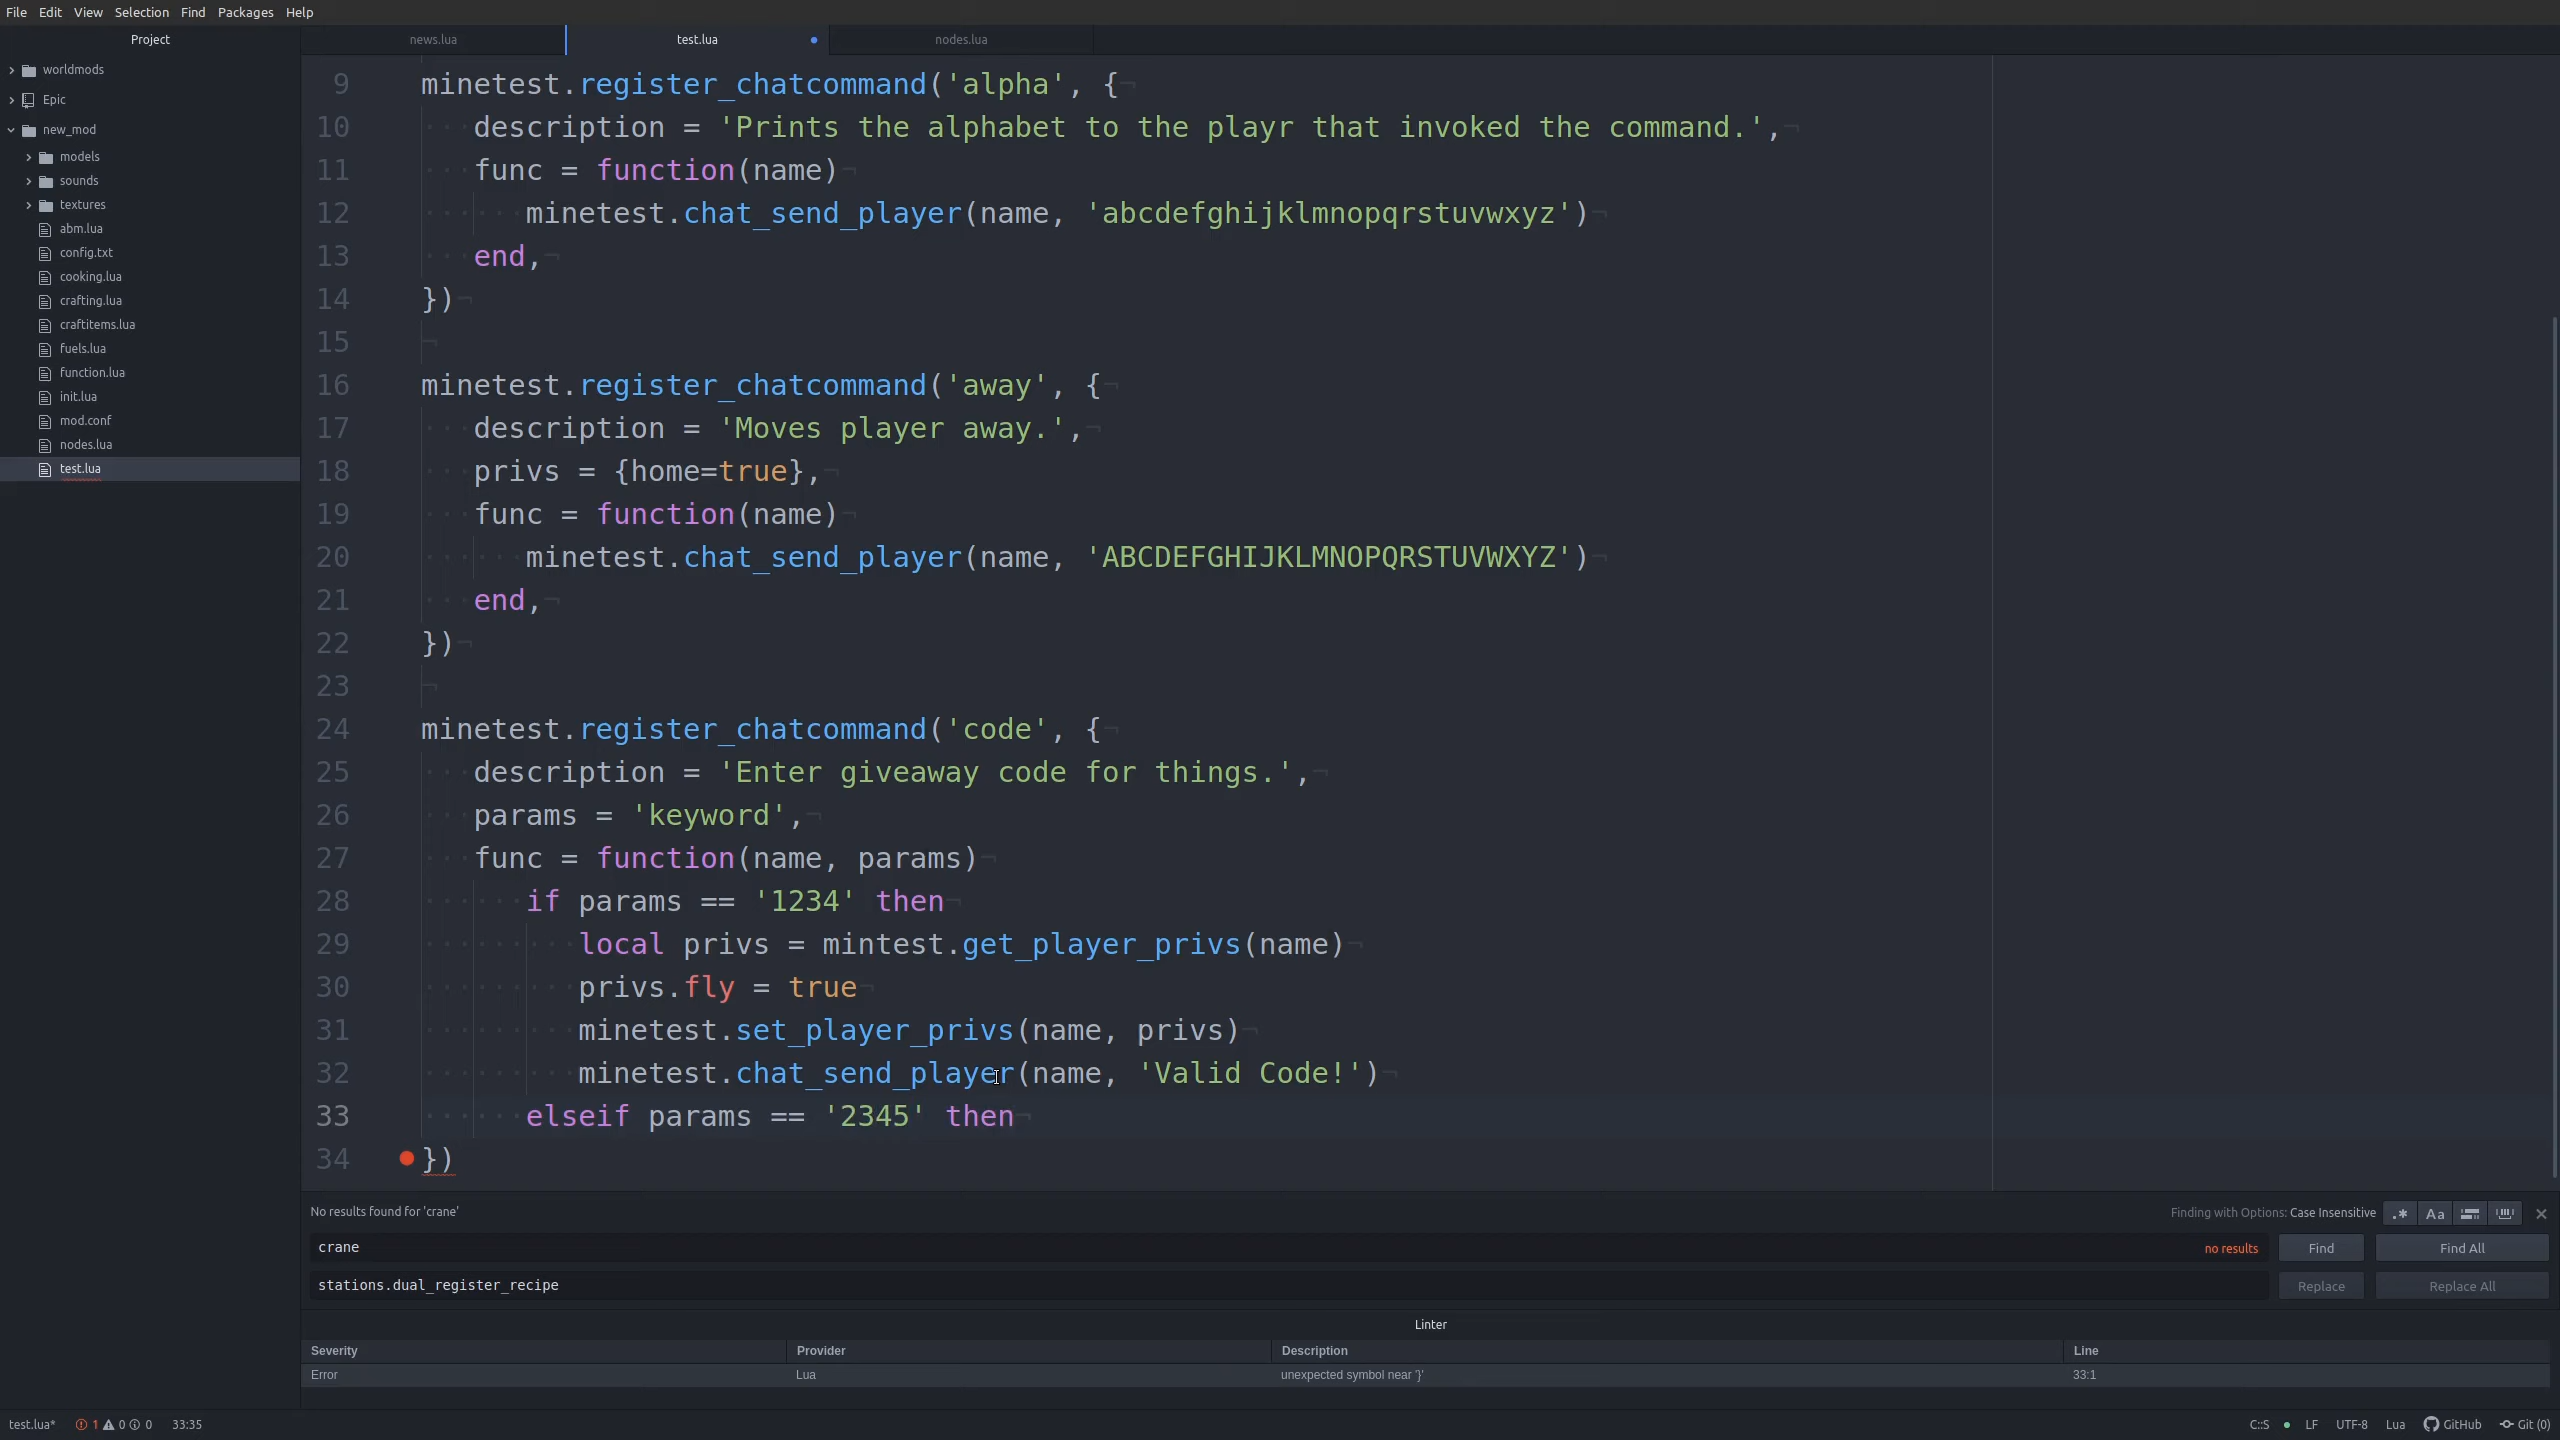 File Edit View Selection Find Packages Help
Project
news.lua test.lua nodes.lua
worldmods
Epic
new_mod
models
sounds
textures
abm.lua
config.txt
cooking.lua
crafting.lua
craftitems.lua
fuels.lua
function.lua
init.lua
mod.conf
nodes.lua
test.lua
9 minetest.register_chatcommand('alpha', {
10 description = 'Prints the alphabet to the playr that invoked the command.',
11 func = function(name)
12 minetest.chat_send_player(name, 'abcdefghijklmnopqrstuvwxyz')
13 end,
14 })
15
16 minetest.register_chatcommand('away', {
17 description = 'Moves player away.',
18 privs = {home=true},
19 func = function(name)
20 minetest.chat_send_player(name, 'ABCDEFGHIJKLMNOPQRSTUVWXYZ')
21 end,
22 })
23
24 minetest.register_chatcommand('code', {
25 description = 'Enter giveaway code for things.',
26 params = 'keyword',
27 func = function(name, params)
28 if params == '1234' then
29 local privs = mintest.get_player_privs(name)
30 privs.fly = true
31 minetest.set_player_privs(name, privs)
32 minetest.chat_send_player(name, 'Valid Code!')
33 elseif params == '2345' then
34 })
No results found for 'crane' Finding with Options: Case Insensitive .* Aa
crane no results Find Find All
stations.dual_register_recipe Replace Replace All
Linter
Severity Provider Description Line
Error Lua unexpected symbol near '}' 33:1
test.lua* 1 0 0 33:35 C::S LF UTF-8 Lua GitHub Git (0)